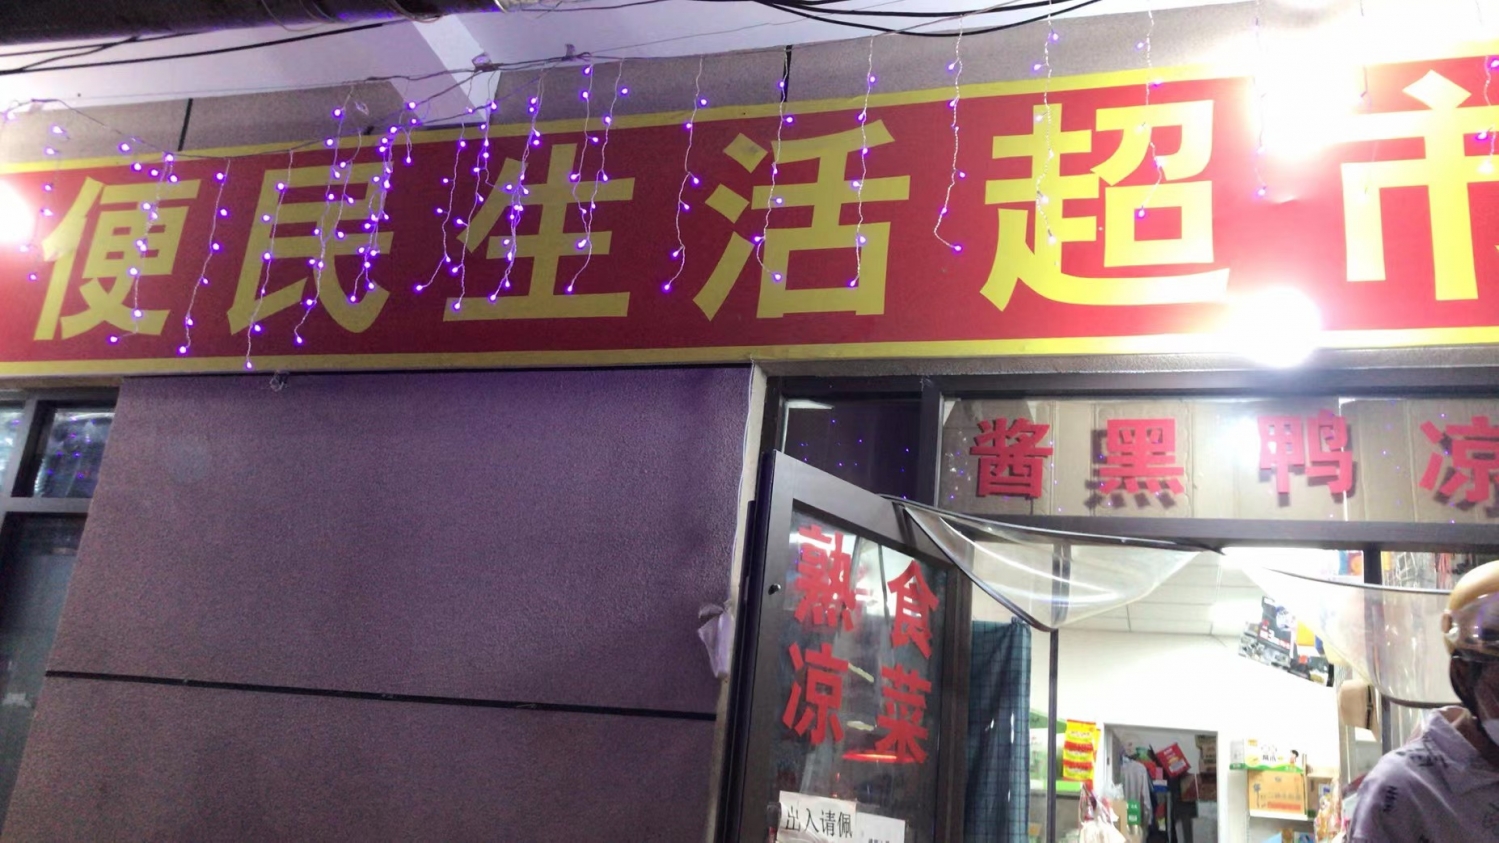 便民生活超市
酱黑鸭凉
熟食
凉菜
出入请佩